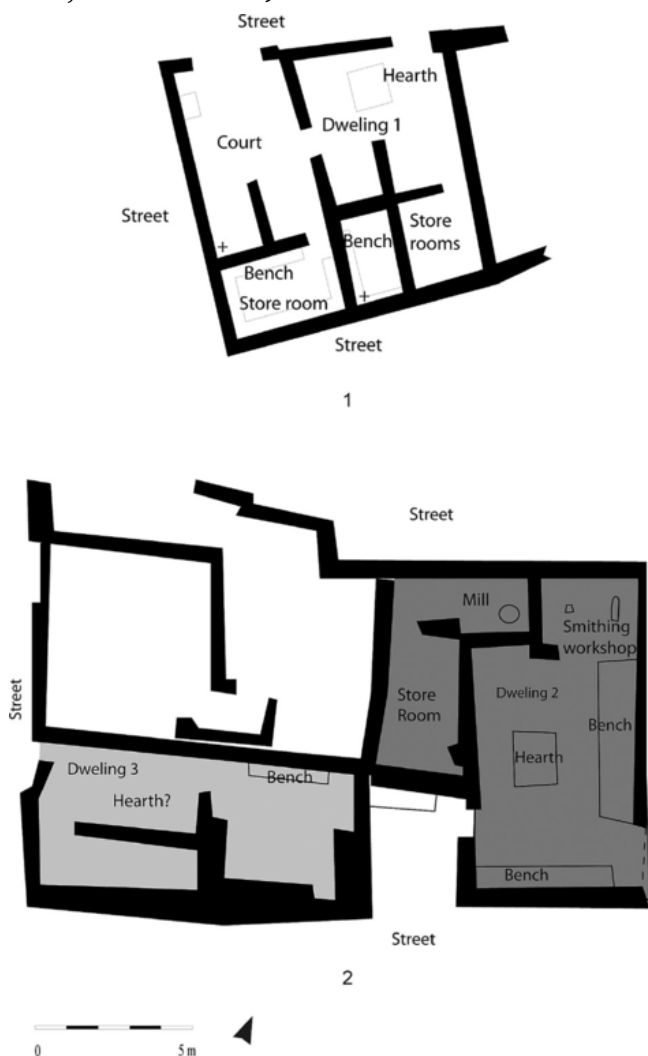 Street
Hearth
Dweling 1
Court
Street
Store
rooms
Bench
Bench
Store room
Street
1
Street
Mill
Smithing
workshop
Store
Room
Dweling 2
Street
Bench
Hearth
Dweling 3
Bench
Hearth?
Bench
Street
2
0
5 m